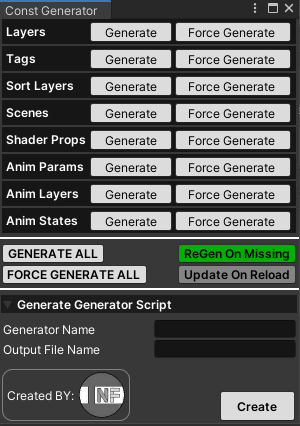 Const Generator
Layers Generate Force Generate
Tags Generate Force Generate
Sort Layers Generate Force Generate
Scenes Generate Force Generate
Shader Props Generate Force Generate
Anim Params Generate Force Generate
Anim Layers Generate Force Generate
Anim States Generate Force Generate
GENERATE ALL ReGen On Missing
FORCE GENERATE ALL Update On Reload
Generate Generator Script
Generator Name
Output File Name
Created BY: NF
Create